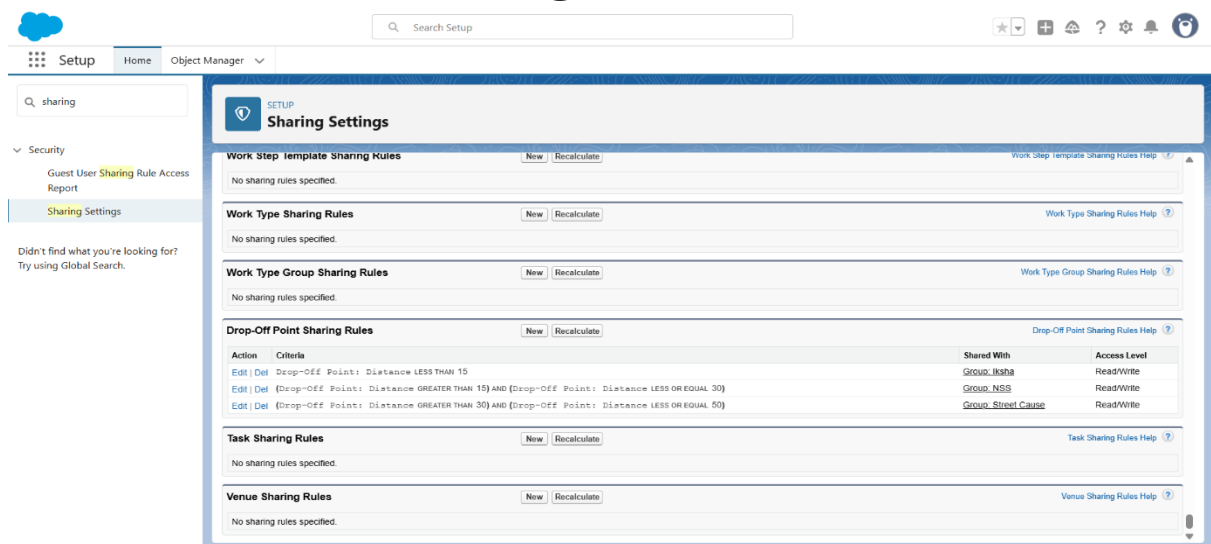 Search Setup
Setup Home Object Manager
sharing
Security
Guest User Sharing Rule Access
Report
Sharing Settings
Didn't find what you're looking for?
Try using Global Search.
SETUP
Sharing Settings
Work Step Template Sharing Rules New Recalculate Work Step Template Sharing Rules Help ?
No sharing rules specified.
Work Type Sharing Rules New Recalculate Work Type Sharing Rules Help ?
No sharing rules specified.
Work Type Group Sharing Rules New Recalculate Work Type Group Sharing Rules Help ?
No sharing rules specified.
Drop-Off Point Sharing Rules New Recalculate Drop-Off Point Sharing Rules Help ?
Action Criteria Shared With Access Level
Edit | Del Drop-Off Point: Distance LESS THAN 15 Group: Iksha Read/Write
Edit | Del (Drop-Off Point: Distance GREATER THAN 15) AND (Drop-Off Point: Distance LESS OR EQUAL 30) Group: NSS Read/Write
Edit | Del (Drop-Off Point: Distance GREATER THAN 30) AND (Drop-Off Point: Distance LESS OR EQUAL 50) Group: Street Cause Read/Write
Task Sharing Rules New Recalculate Task Sharing Rules Help ?
No sharing rules specified.
Venue Sharing Rules New Recalculate Venue Sharing Rules Help ?
No sharing rules specified.